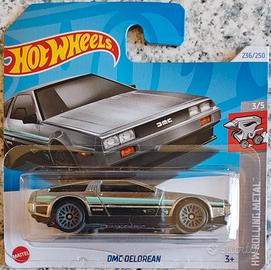 HOT WHEELS
236/250
DMC
3/5
HW ROLLING METAL
MATTEL
DMC DELOREAN
3+